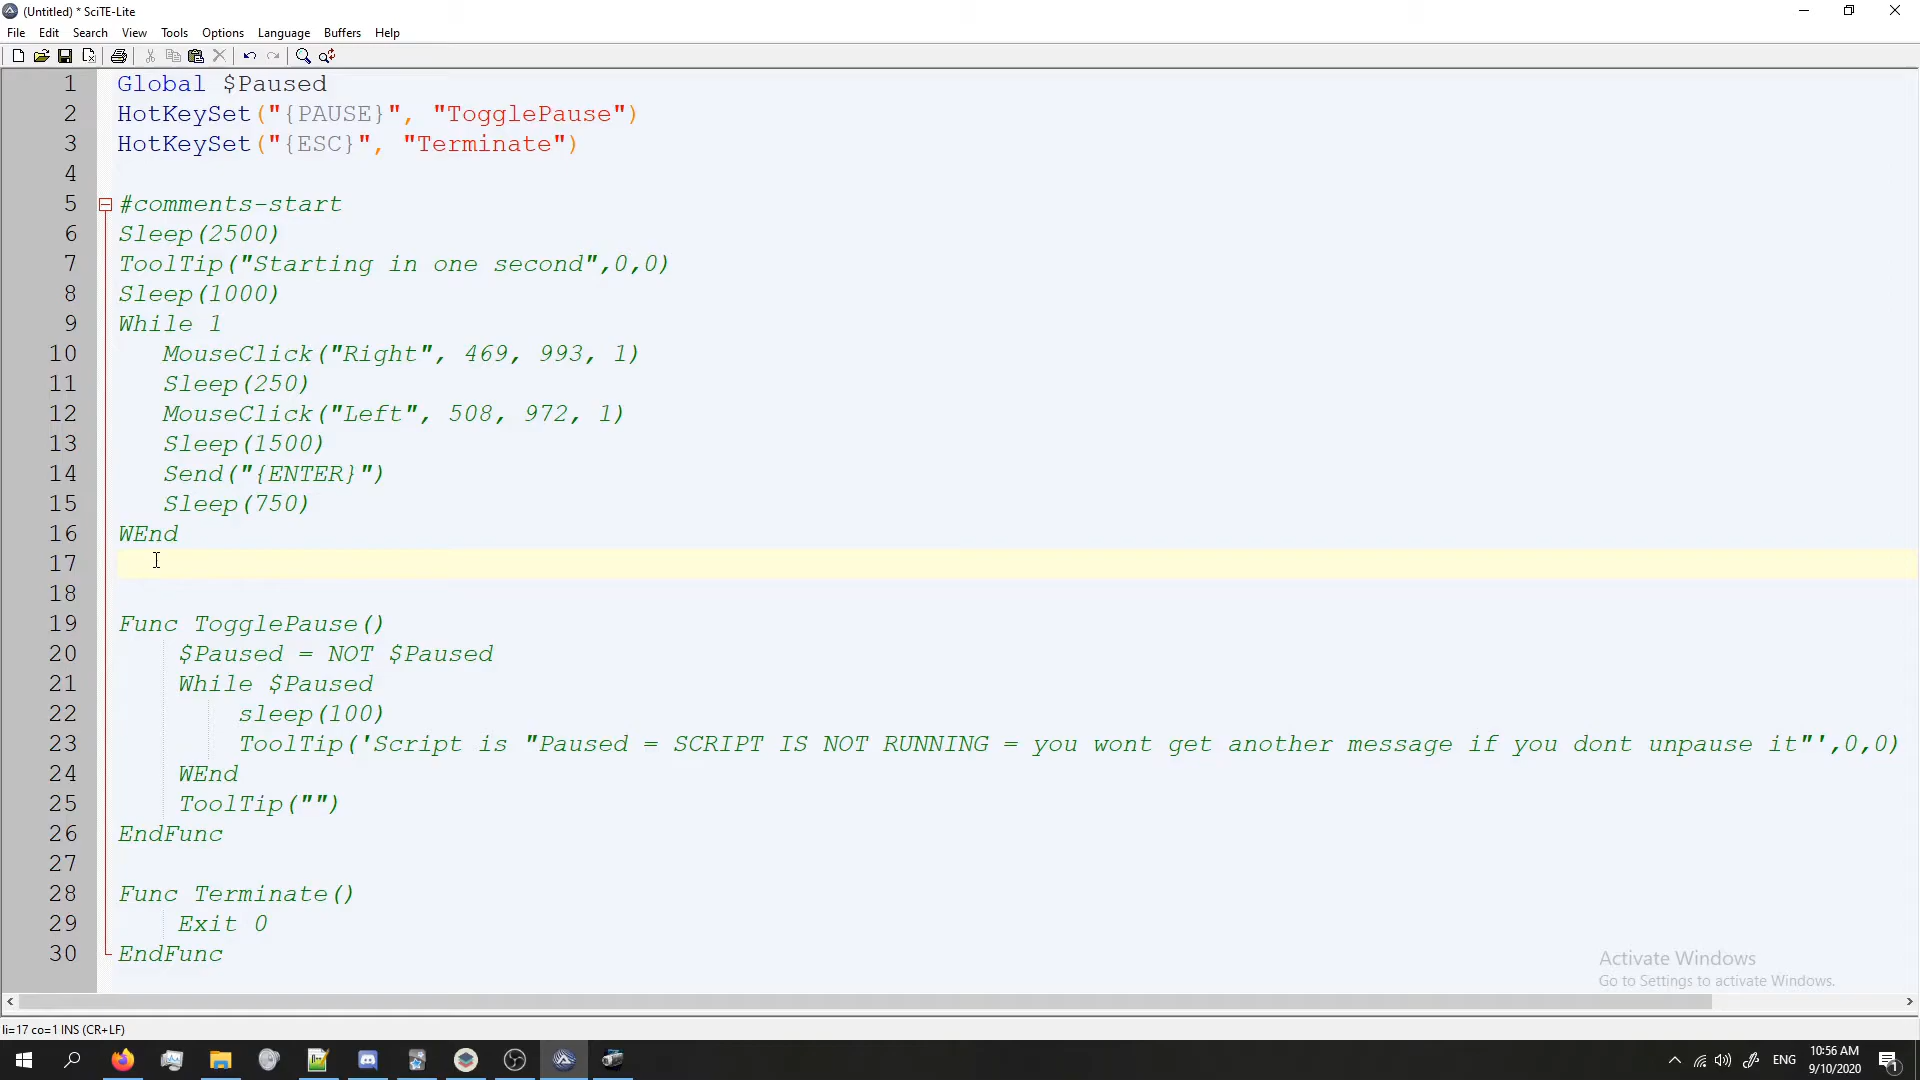 (Untitled) * SciTE-Lite
File Edit Search View Tools Options Language Buffers Help
1 Global $Paused
2 HotKeySet("{PAUSE}", "TogglePause")
3 HotKeySet("{ESC}", "Terminate")
4
5 #comments-start
6 Sleep(2500)
7 ToolTip("Starting in one second",0,0)
8 Sleep(1000)
9 While 1
10 MouseClick("Right", 469, 993, 1)
11 Sleep(250)
12 MouseClick("Left", 508, 972, 1)
13 Sleep(1500)
14 Send("{ENTER}")
15 Sleep(750)
16 WEnd
17
18
19 Func TogglePause()
20 $Paused = NOT $Paused
21 While $Paused
22 sleep(100)
23 ToolTip('Script is "Paused = SCRIPT IS NOT RUNNING = you wont get another message if you dont unpause it"',0,0)
24 WEnd
25 ToolTip("")
26 EndFunc
27
28 Func Terminate()
29 Exit 0
30 EndFunc
Activate Windows
Go to Settings to activate Windows.
li=17 co=1 INS (CR+LF)
ENG
10:56 AM
9/10/2020
1